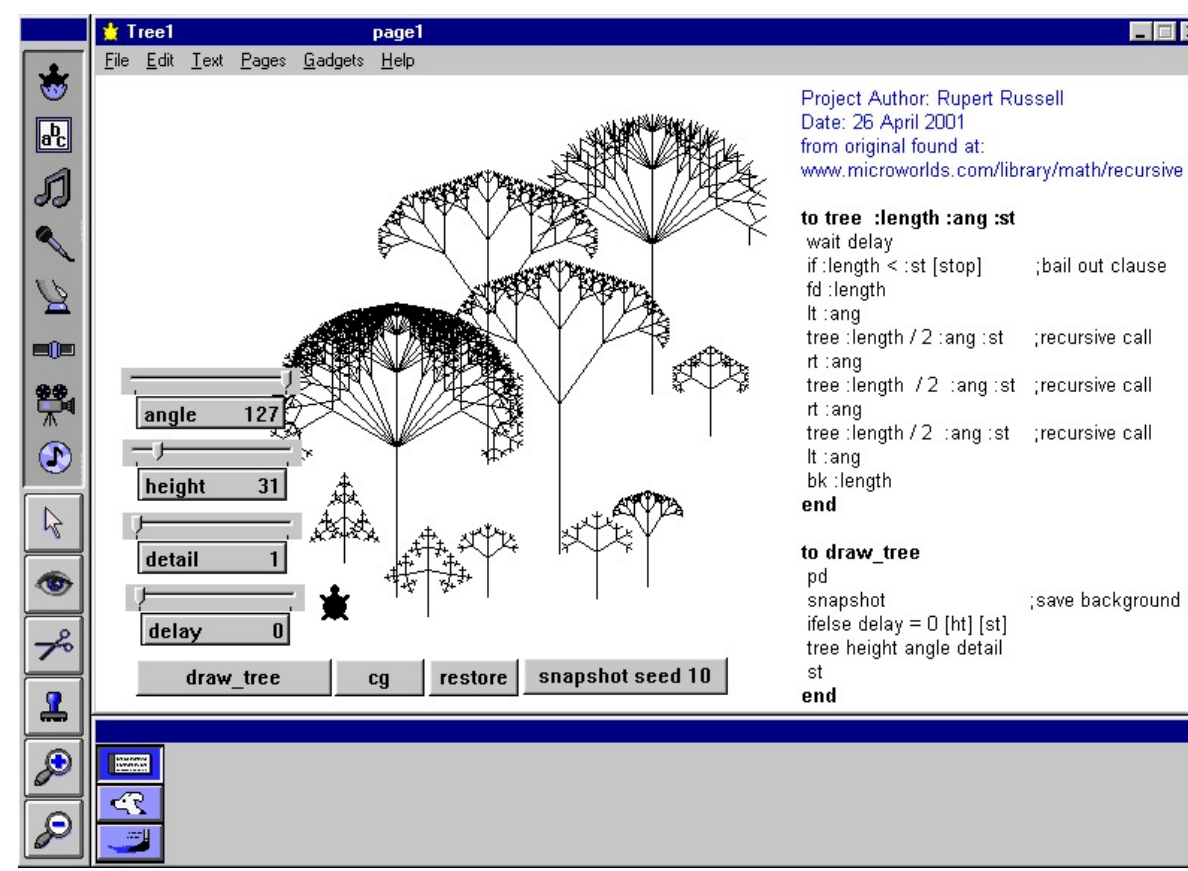 Tree1 page1
File Edit Text Pages Gadgets Help
abc
Project Author: Rupert Russell
Date: 26 April 2001
from original found at:
www.microworlds.com/library/math/recursive
to tree :length :ang :st
wait delay
if :length < :st [stop] ;bail out clause
fd :length
lt :ang
tree :length / 2 :ang :st ;recursive call
rt :ang
tree :length / 2 :ang :st ;recursive call
rt :ang
tree :length / 2 :ang :st ;recursive call
lt :ang
bk :length
end
to draw_tree
pd
snapshot ;save background
ifelse delay = 0 [ht] [st]
tree height angle detail
st
end
angle 127
height 31
detail 1
delay 0
draw_tree cg restore snapshot seed 10